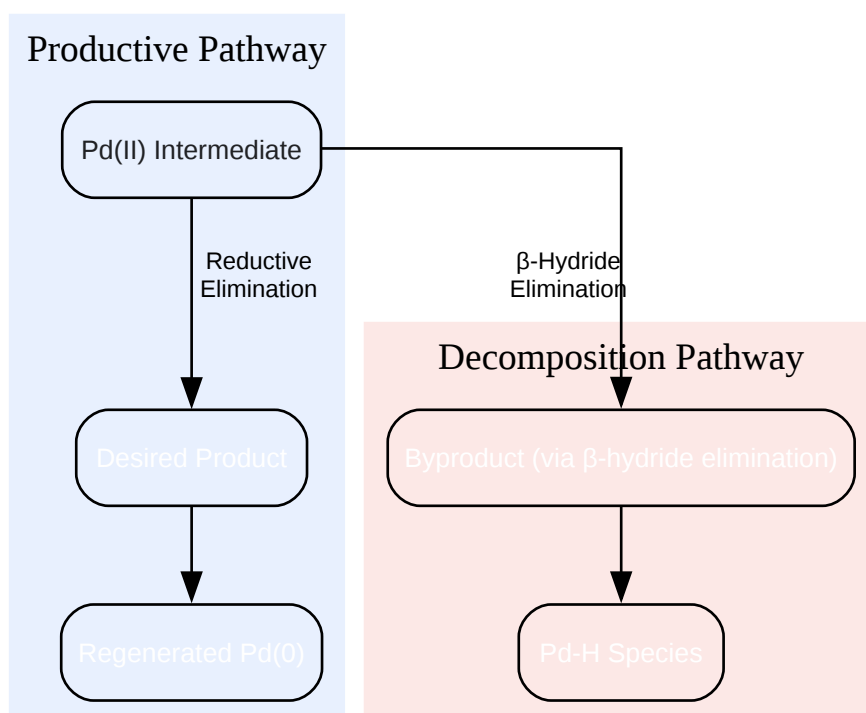 Productive Pathway
Pd(II) Intermediate
Reductive
Elimination
β-Hydride
Elimination
Decomposition Pathway
Desired Product
Byproduct (via β-hydride elimination)
Regenerated Pd(0)
Pd-H Species